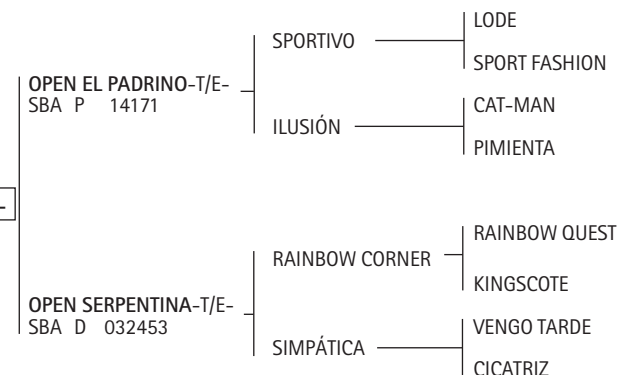 LODE
SPORTIVO
SPORT FASHION
OPEN EL PADRINO-T/E-
SBA P 14171
CAT-MAN
ILUSIÓN
PIMIENTA
RAINBOW QUEST
RAINBOW CORNER
KINGSCOTE
OPEN SERPENTINA-T/E-
SBA D 032453
VENGO TARDE
SIMPÁTICA
CICATRIZ